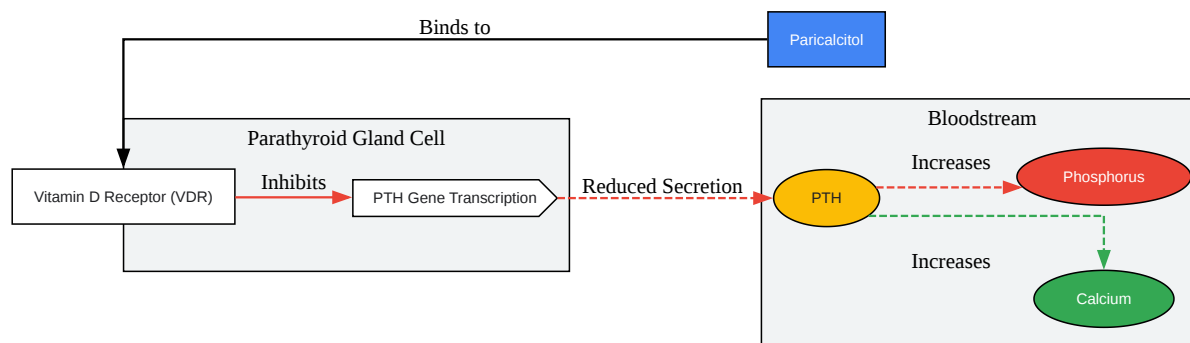 Binds to
Paricalcitol
Parathyroid Gland Cell
Bloodstream
Vitamin D Receptor (VDR)
Inhibits
PTH Gene Transcription
Reduced Secretion
PTH
Increases
Phosphorus
Increases
Calcium